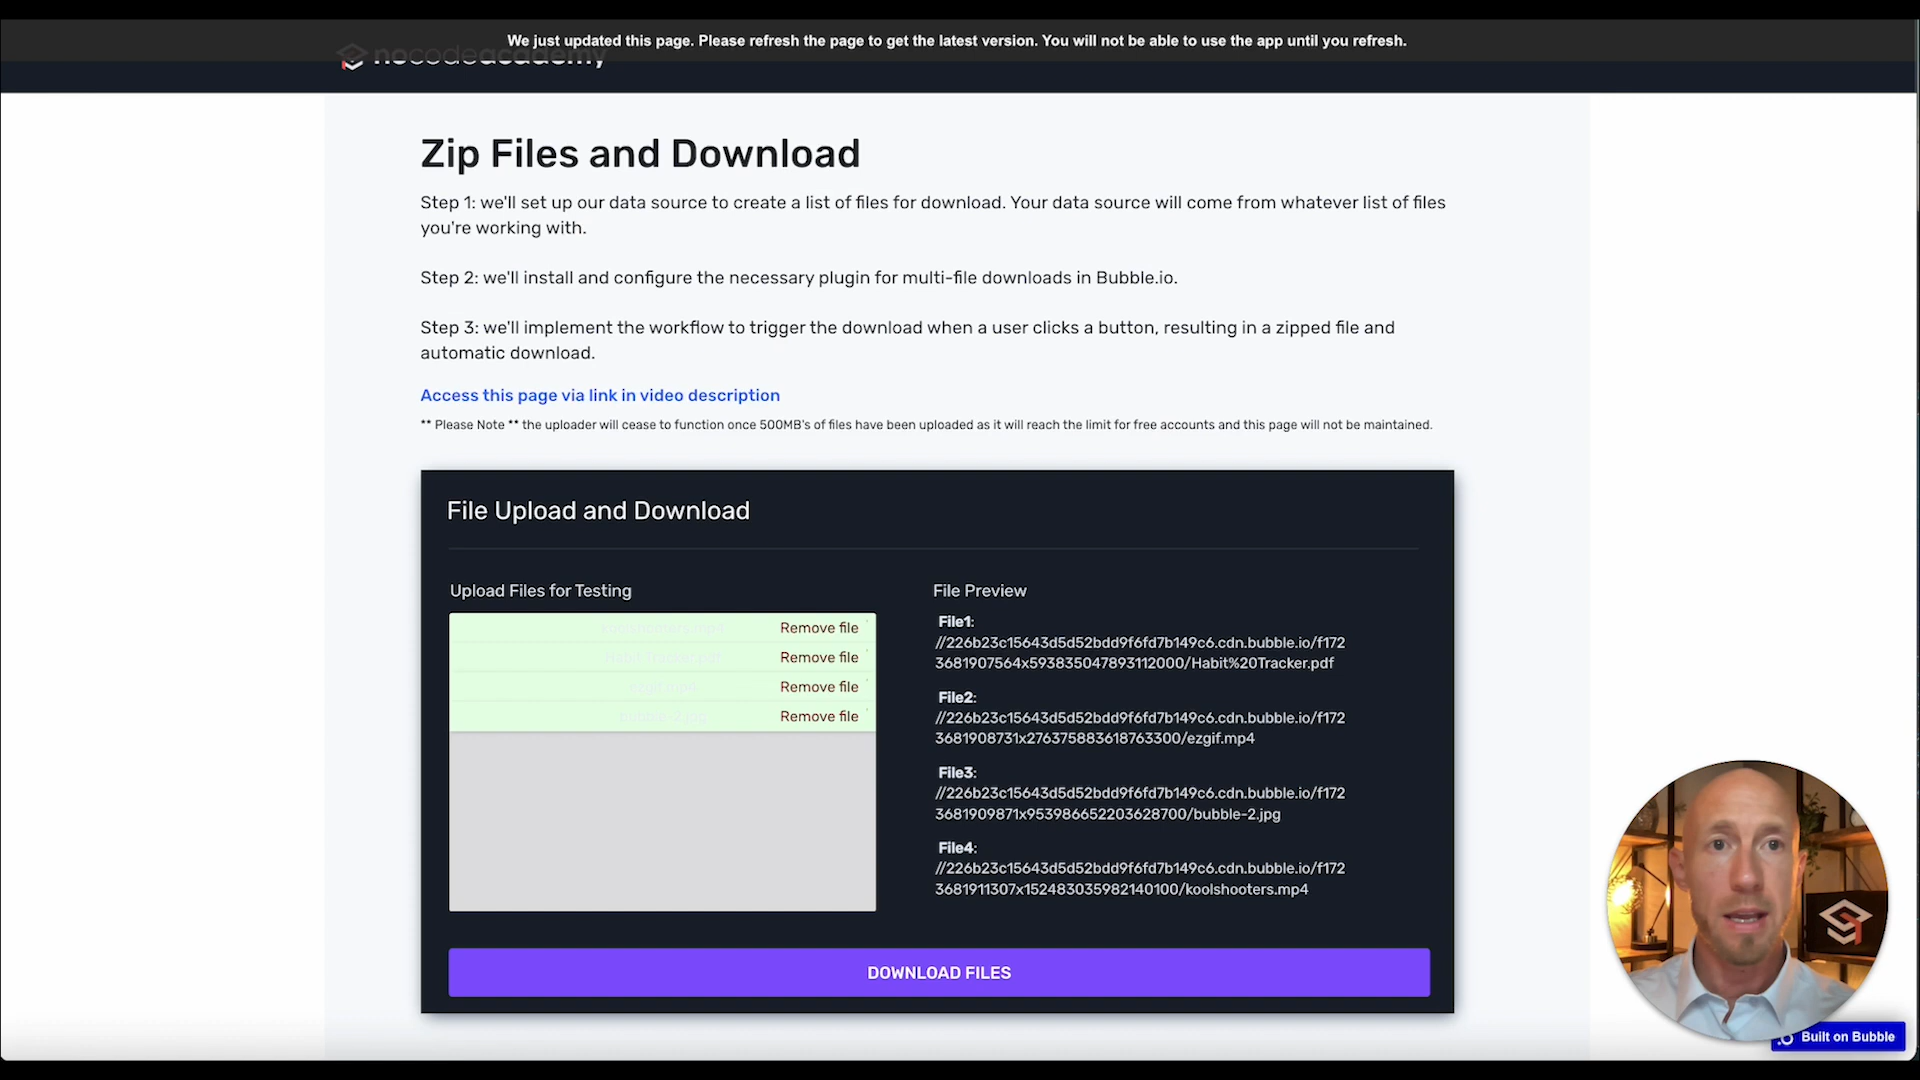 We just updated this page. Please refresh the page to get the latest version. You will not be able to use the app until you refresh.
nocodeacademy
Zip Files and Download
Step 1: we'll set up our data source to create a list of files for download. Your data source will come from whatever list of files
you're working with.
Step 2: we'll install and configure the necessary plugin for multi-file downloads in Bubble.io.
Step 3: we'll implement the workflow to trigger the download when a user clicks a button, resulting in a zipped file and
automatic download.
Access this page via link in video description
** Please Note ** the uploader will cease to function once 500MB's of files have been uploaded as it will reach the limit for free accounts and this page will not be maintained.
File Upload and Download
Upload Files for Testing
Remove file
Remove file
Remove file
Remove file
File Preview
File1:
//226b23c15643d5d52bdd9f6fd7b149c6.cdn.bubble.io/f172
3681907564x593835047893112000/Habit%20Tracker.pdf
File2:
//226b23c15643d5d52bdd9f6fd7b149c6.cdn.bubble.io/f172
3681908731x276375883618763300/ezgif.mp4
File3:
//226b23c15643d5d52bdd9f6fd7b149c6.cdn.bubble.io/f172
3681909871x953986652203628700/bubble-2.jpg
File4:
//226b23c15643d5d52bdd9f6fd7b149c6.cdn.bubble.io/f172
3681911307x152483035982140100/koolshooters.mp4
DOWNLOAD FILES
Built on Bubble